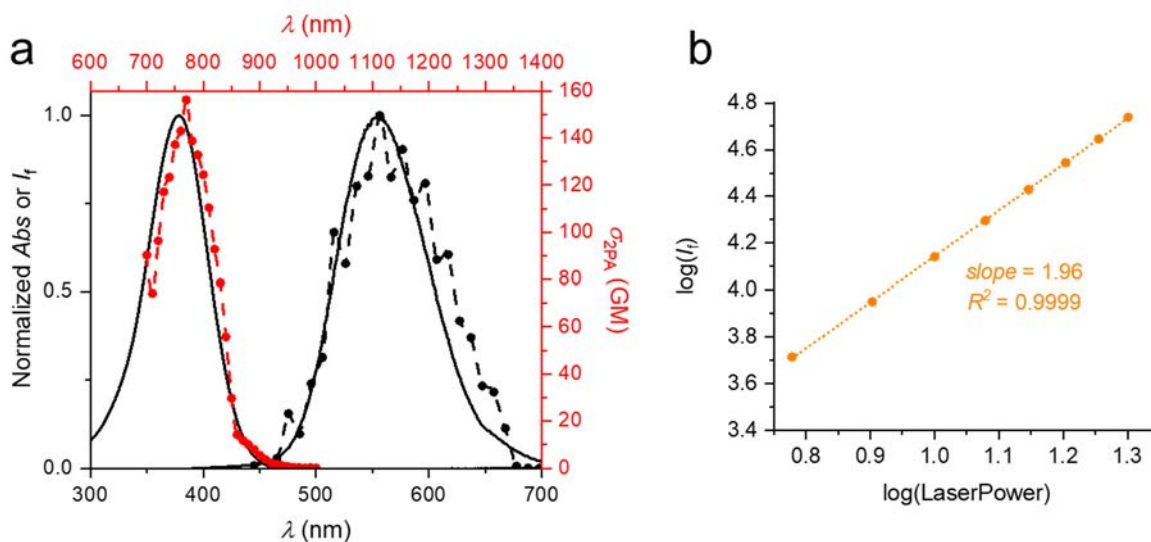 a
λ (nm)
600 700 800 900 1000 1100 1200 1300 1400
Normalized Abs or I_f
1.0
0.5
0.0
160
140
120
100
80
60
40
20
0
σ_2PA (GM)
300 400 500 600 700
λ (nm)
b
log(I_f)
4.8
4.6
4.4
4.2
4.0
3.8
3.6
3.4
slope = 1.96
R² = 0.9999
0.8 0.9 1.0 1.1 1.2 1.3
log(LaserPower)